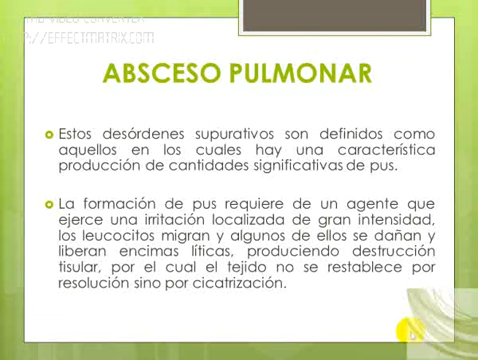 //EFFECTMATRIX.COM
ABSCESO PULMONAR
Estos desórdenes supurativos son definidos como
aquellos en los cuales hay una característica
producción de cantidades significativas de pus.
La formación de pus requiere de un agente que
ejerce una irritación localizada de gran intensidad,
los leucocitos migran y algunos de ellos se dañan y
liberan encimas líticas, produciendo destrucción
tisular, por el cual el tejido no se restablece por
resolución sino por cicatrización.